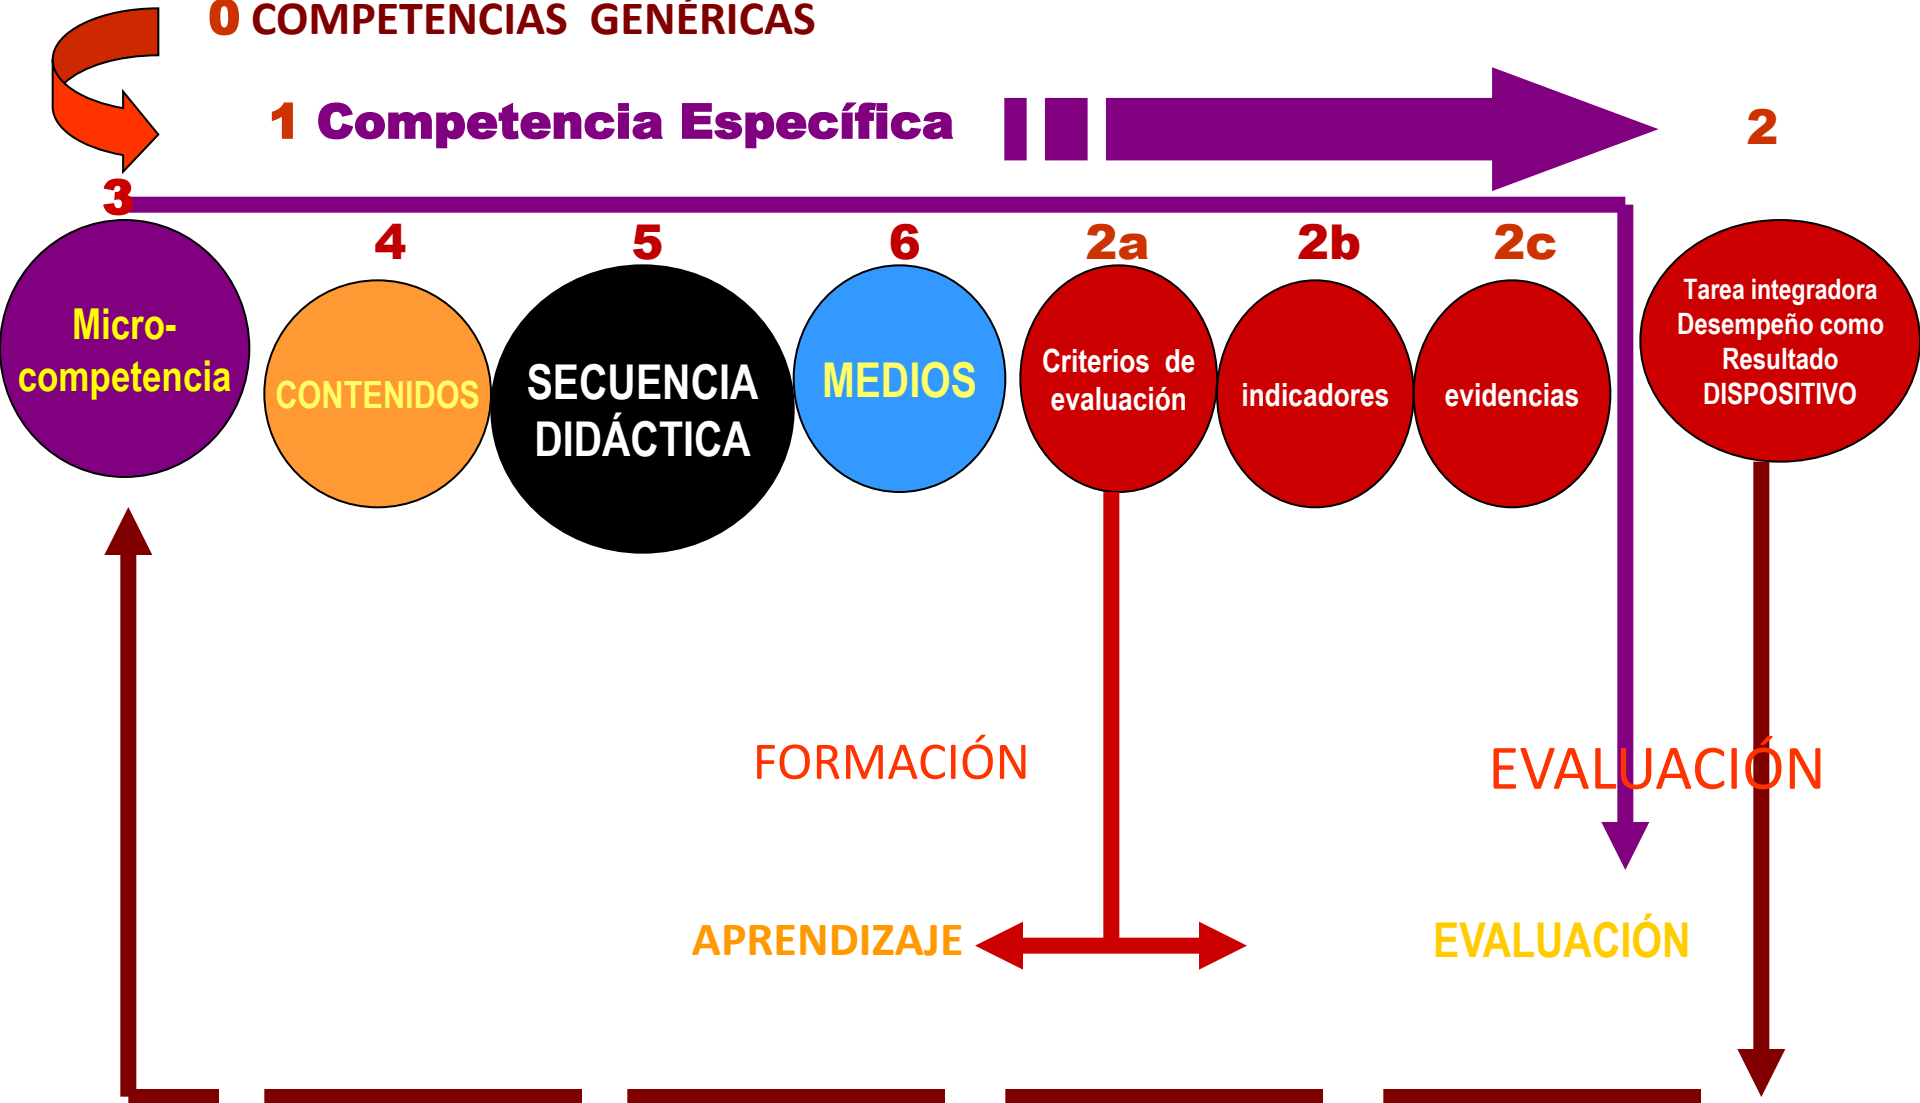 0 COMPETENCIAS GENÉRICAS
1 Competencia Específica
2
3
4
5
6
2a
2b
2c
Micro-
competencia
CONTENIDOS
SECUENCIA
DIDÁCTICA
MEDIOS
Criterios de
evaluación
indicadores
evidencias
Tarea integradora
Desempeño como
Resultado
DISPOSITIVO
FORMACIÓN
EVALUACIÓN
APRENDIZAJE
EVALUACIÓN